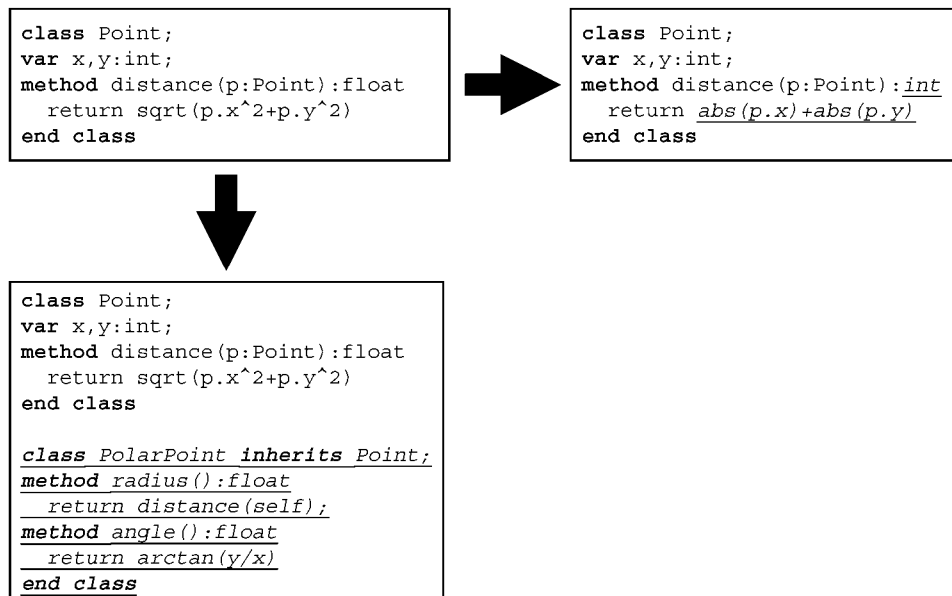 class Point;
var x,y:int;
method distance(p:Point):float
return sqrt(p.x^2+p.y^2)
end class
class Point;
var x,y:int;
method distance(p:Point):int
return abs(p.x)+abs(p.y)
end class
class Point;
var x,y:int;
method distance(p:Point):float
return sqrt(p.x^2+p.y^2)
end class
class PolarPoint inherits Point;
method radius():float
return distance(self);
method angle():float
return arctan(y/x)
end class